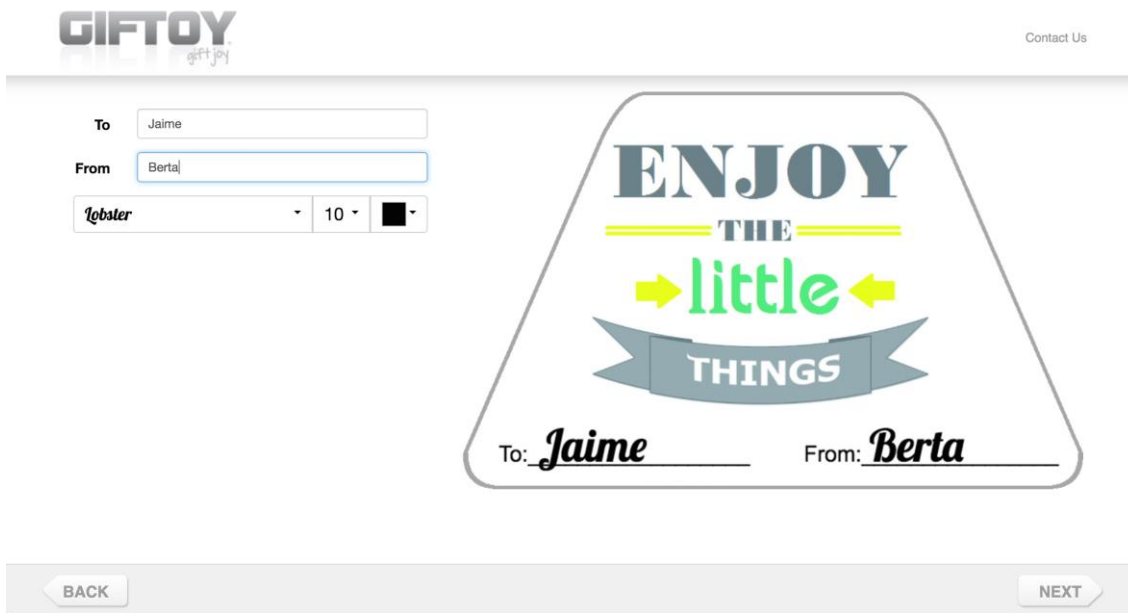 GIFTOY
gift joy
Contact Us
To Jaime
From Berta
Lobster 10
ENJOY
THE
little
THINGS
To: Jaime From: Berta
BACK NEXT